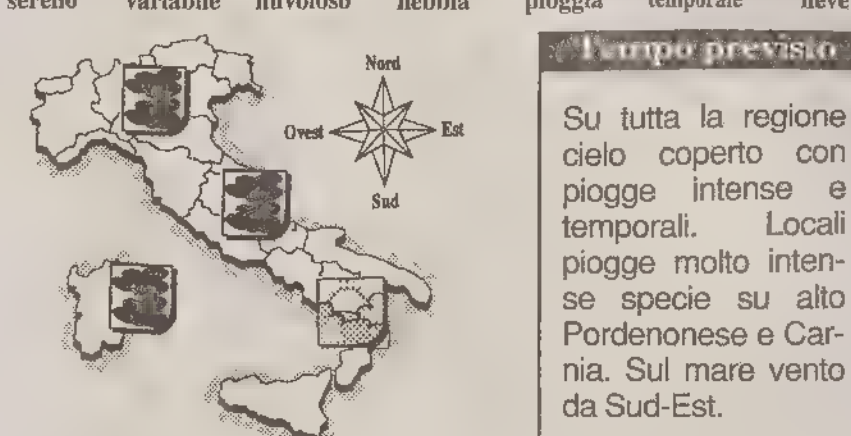 sereno variabile nuvoloso nebbia pioggia temporale neve
Nord
Ovest Est
Sud
Tempo previsto
Su tutta la regione
cielo coperto con
piogge intense e
temporali. Locali
piogge molto inten-
se specie su alto
Pordenonese e Car-
nia. Sul mare vento
da Sud-Est.